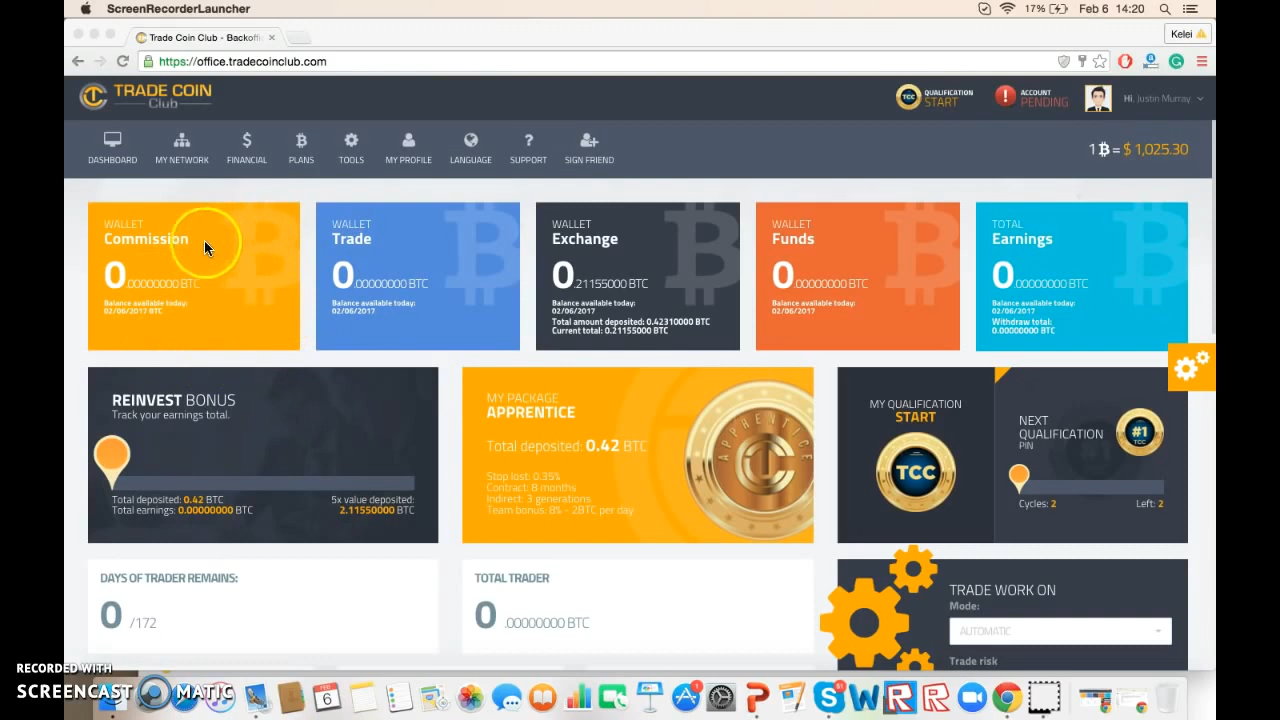 ScreenRecorderLauncher
17%
Feb 6 14:20
Trade Coin Club - Backoffi
Kelei
https://office.tradecoinclub.com
TRADE COIN
Club
TCC
QUALIFICATION
START
ACCOUNT
PENDING
Hi, Justin Murray
DASHBOARD
MY NETWORK
FINANCIAL
PLANS
TOOLS
MY PROFILE
LANGUAGE
SUPPORT
SIGN FRIEND
1 ₿ = $ 1,025.30
WALLET
Commission
0.00000000 BTC
Balance available today:
02/06/2017 BTC
WALLET
Trade
0.00000000 BTC
Balance available today:
02/06/2017
WALLET
Exchange
0.21155000 BTC
Balance available today:
02/06/2017
Total amount deposited: 0.42310000 BTC
Current total: 0.21155000 BTC
WALLET
Funds
0.00000000 BTC
Balance available today:
02/06/2017
TOTAL
Earnings
0.00000000 BTC
Balance available today:
02/06/2017
Withdraw total:
0.00000000 BTC
REINVEST BONUS
Track your earnings total.
Total deposited: 0.42 BTC
Total earnings: 0.00000000 BTC
5x value deposited:
2.11550000 BTC
MY PACKAGE
APPRENTICE
Total deposited: 0.42 BTC
Stop lost: 0.35%
Contract: 8 months
Indirect: 3 generations
Team bonus: 8% - 2BTC per day
APPRENTICE
MY QUALIFICATION
START
TCC
NEXT
QUALIFICATION
PIN
#1
TCC
Cycles: 2
Left: 2
DAYS OF TRADER REMAINS:
0 /172
TOTAL TRADER
0.00000000 BTC
TRADE WORK ON
Mode:
AUTOMATIC
Trade risk
RECORDED WITH
SCREENCAST MATIC